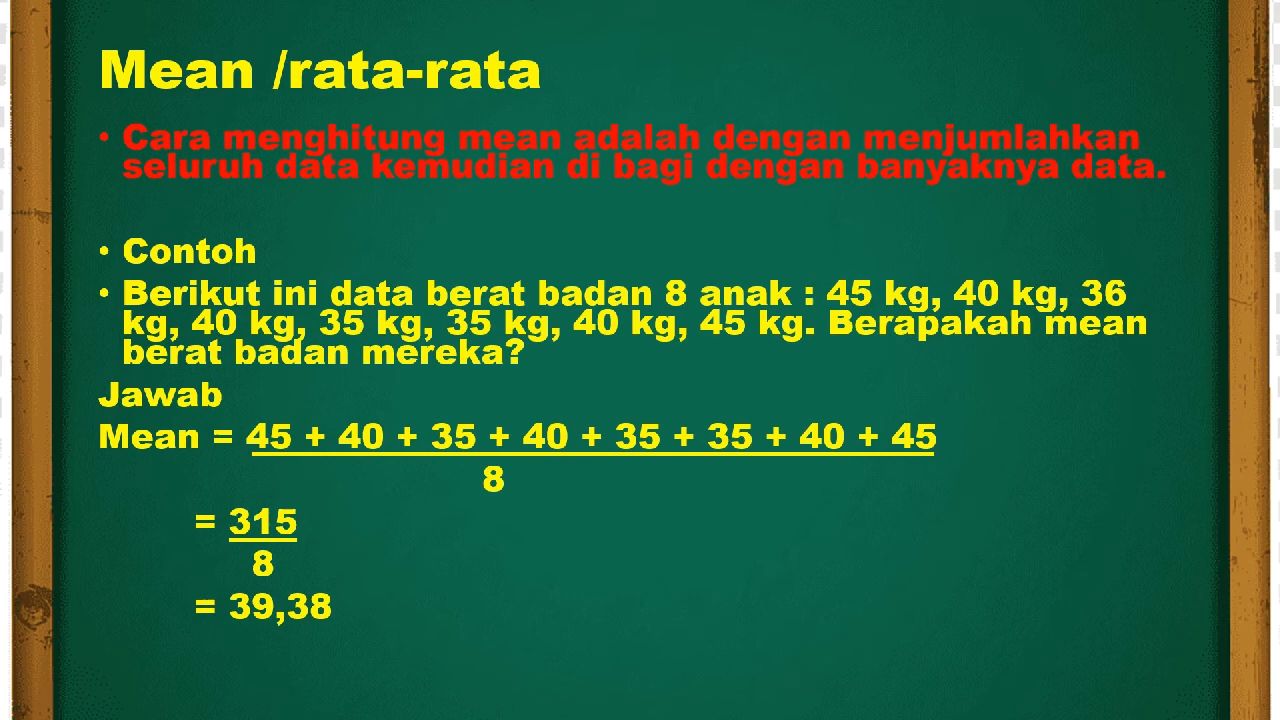 Mean /rata-rata
• Cara menghitung mean adalah dengan menjumlahkan
seluruh data kemudian di bagi dengan banyaknya data.
• Contoh
• Berikut ini data berat badan 8 anak : 45 kg, 40 kg, 36
kg, 40 kg, 35 kg, 35 kg, 40 kg, 45 kg. Berapakah mean
berat badan mereka?
Jawab
Mean = 45 + 40 + 35 + 40 + 35 + 35 + 40 + 45
8
= 315
8
= 39,38